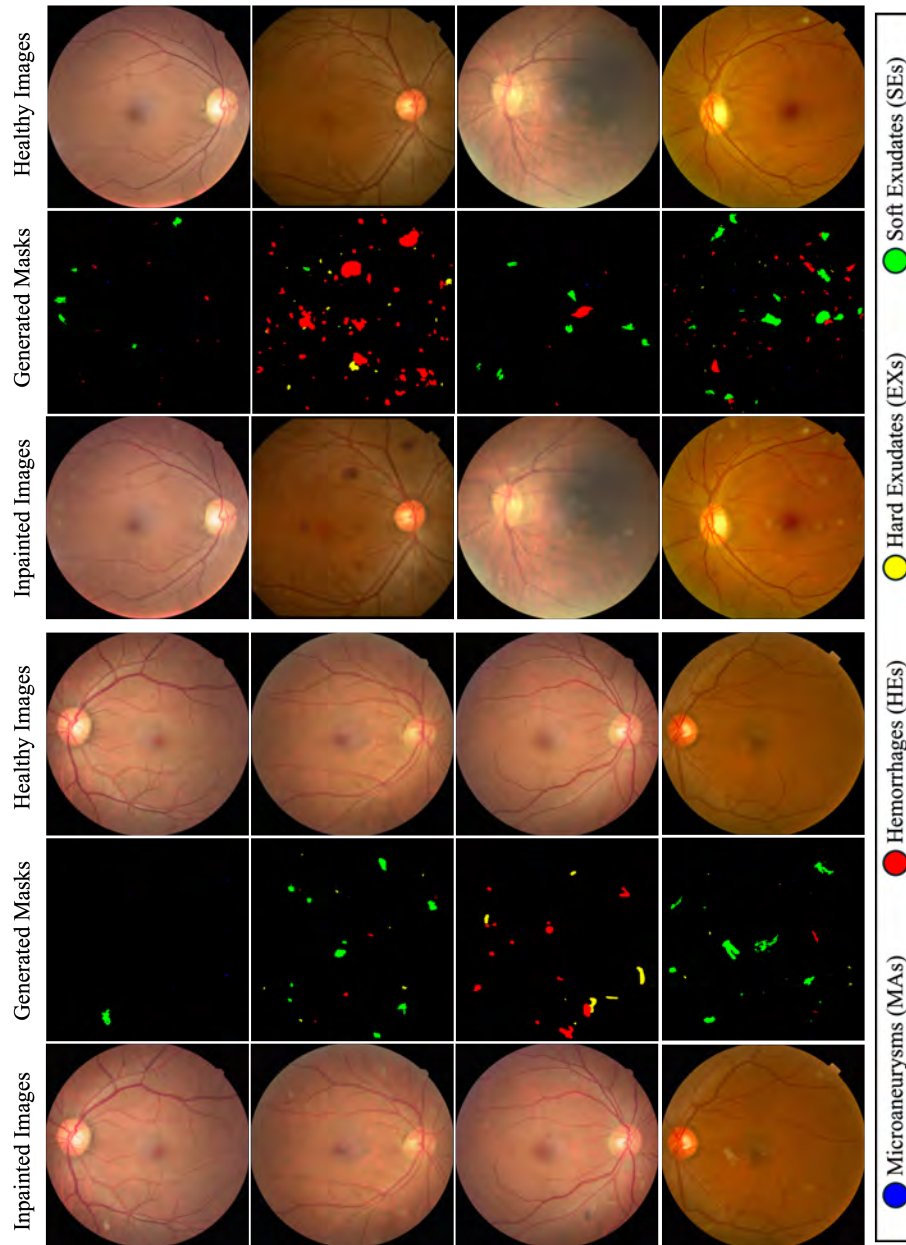 Healthy Images
Generated Masks
Inpainted Images
Healthy Images
Generated Masks
Inpainted Images
Microaneurysms (MAs)
Hemorrhages (HEs)
Hard Exudates (EXs)
Soft Exudates (SEs)